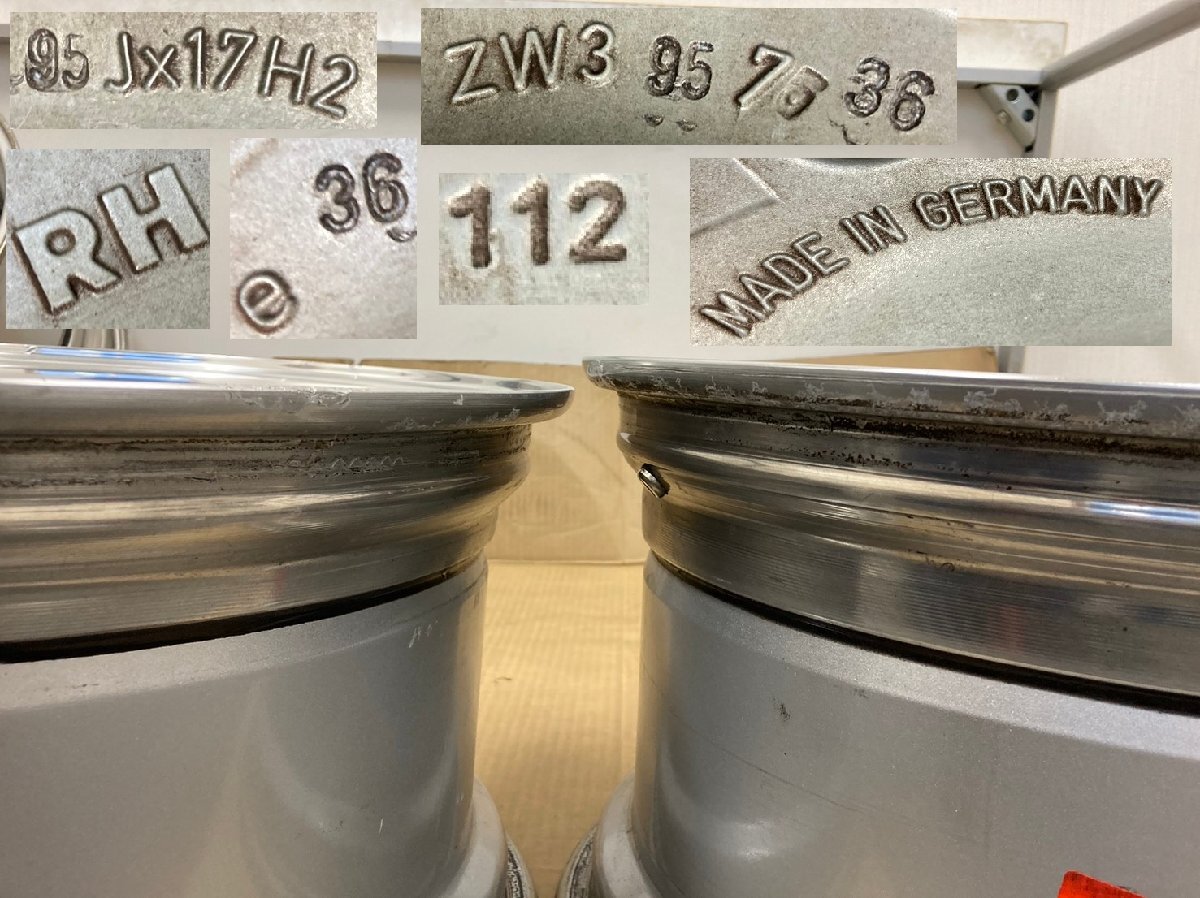 95 Jx17H2
ZW3 95 75 36
RH
36
e
112
MADE IN GERMANY